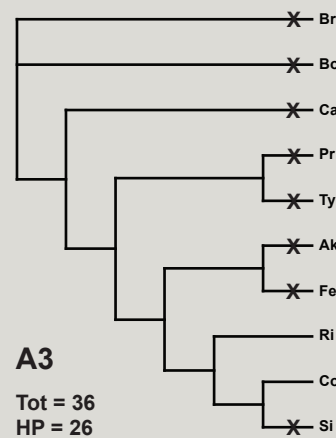 Br
Bo
Ca
Pr
Ty
Ak
Fe
Ri
Co
Si
A3
Tot = 36
HP = 26